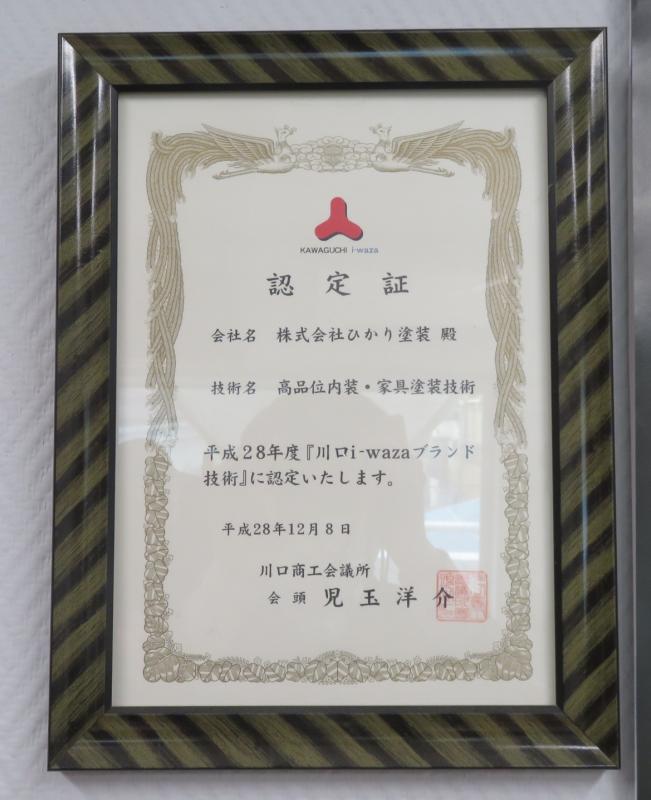 KAWAGUCHI i-waza
認定証
会社名 株式会社ひかり塗装 殿
技術名 高品位内装・家具塗装技術
平成28年度『川口i-wazaブランド
技術』に認定いたします。
平成28年12月8日
川口商工会議所
会頭 児玉洋介